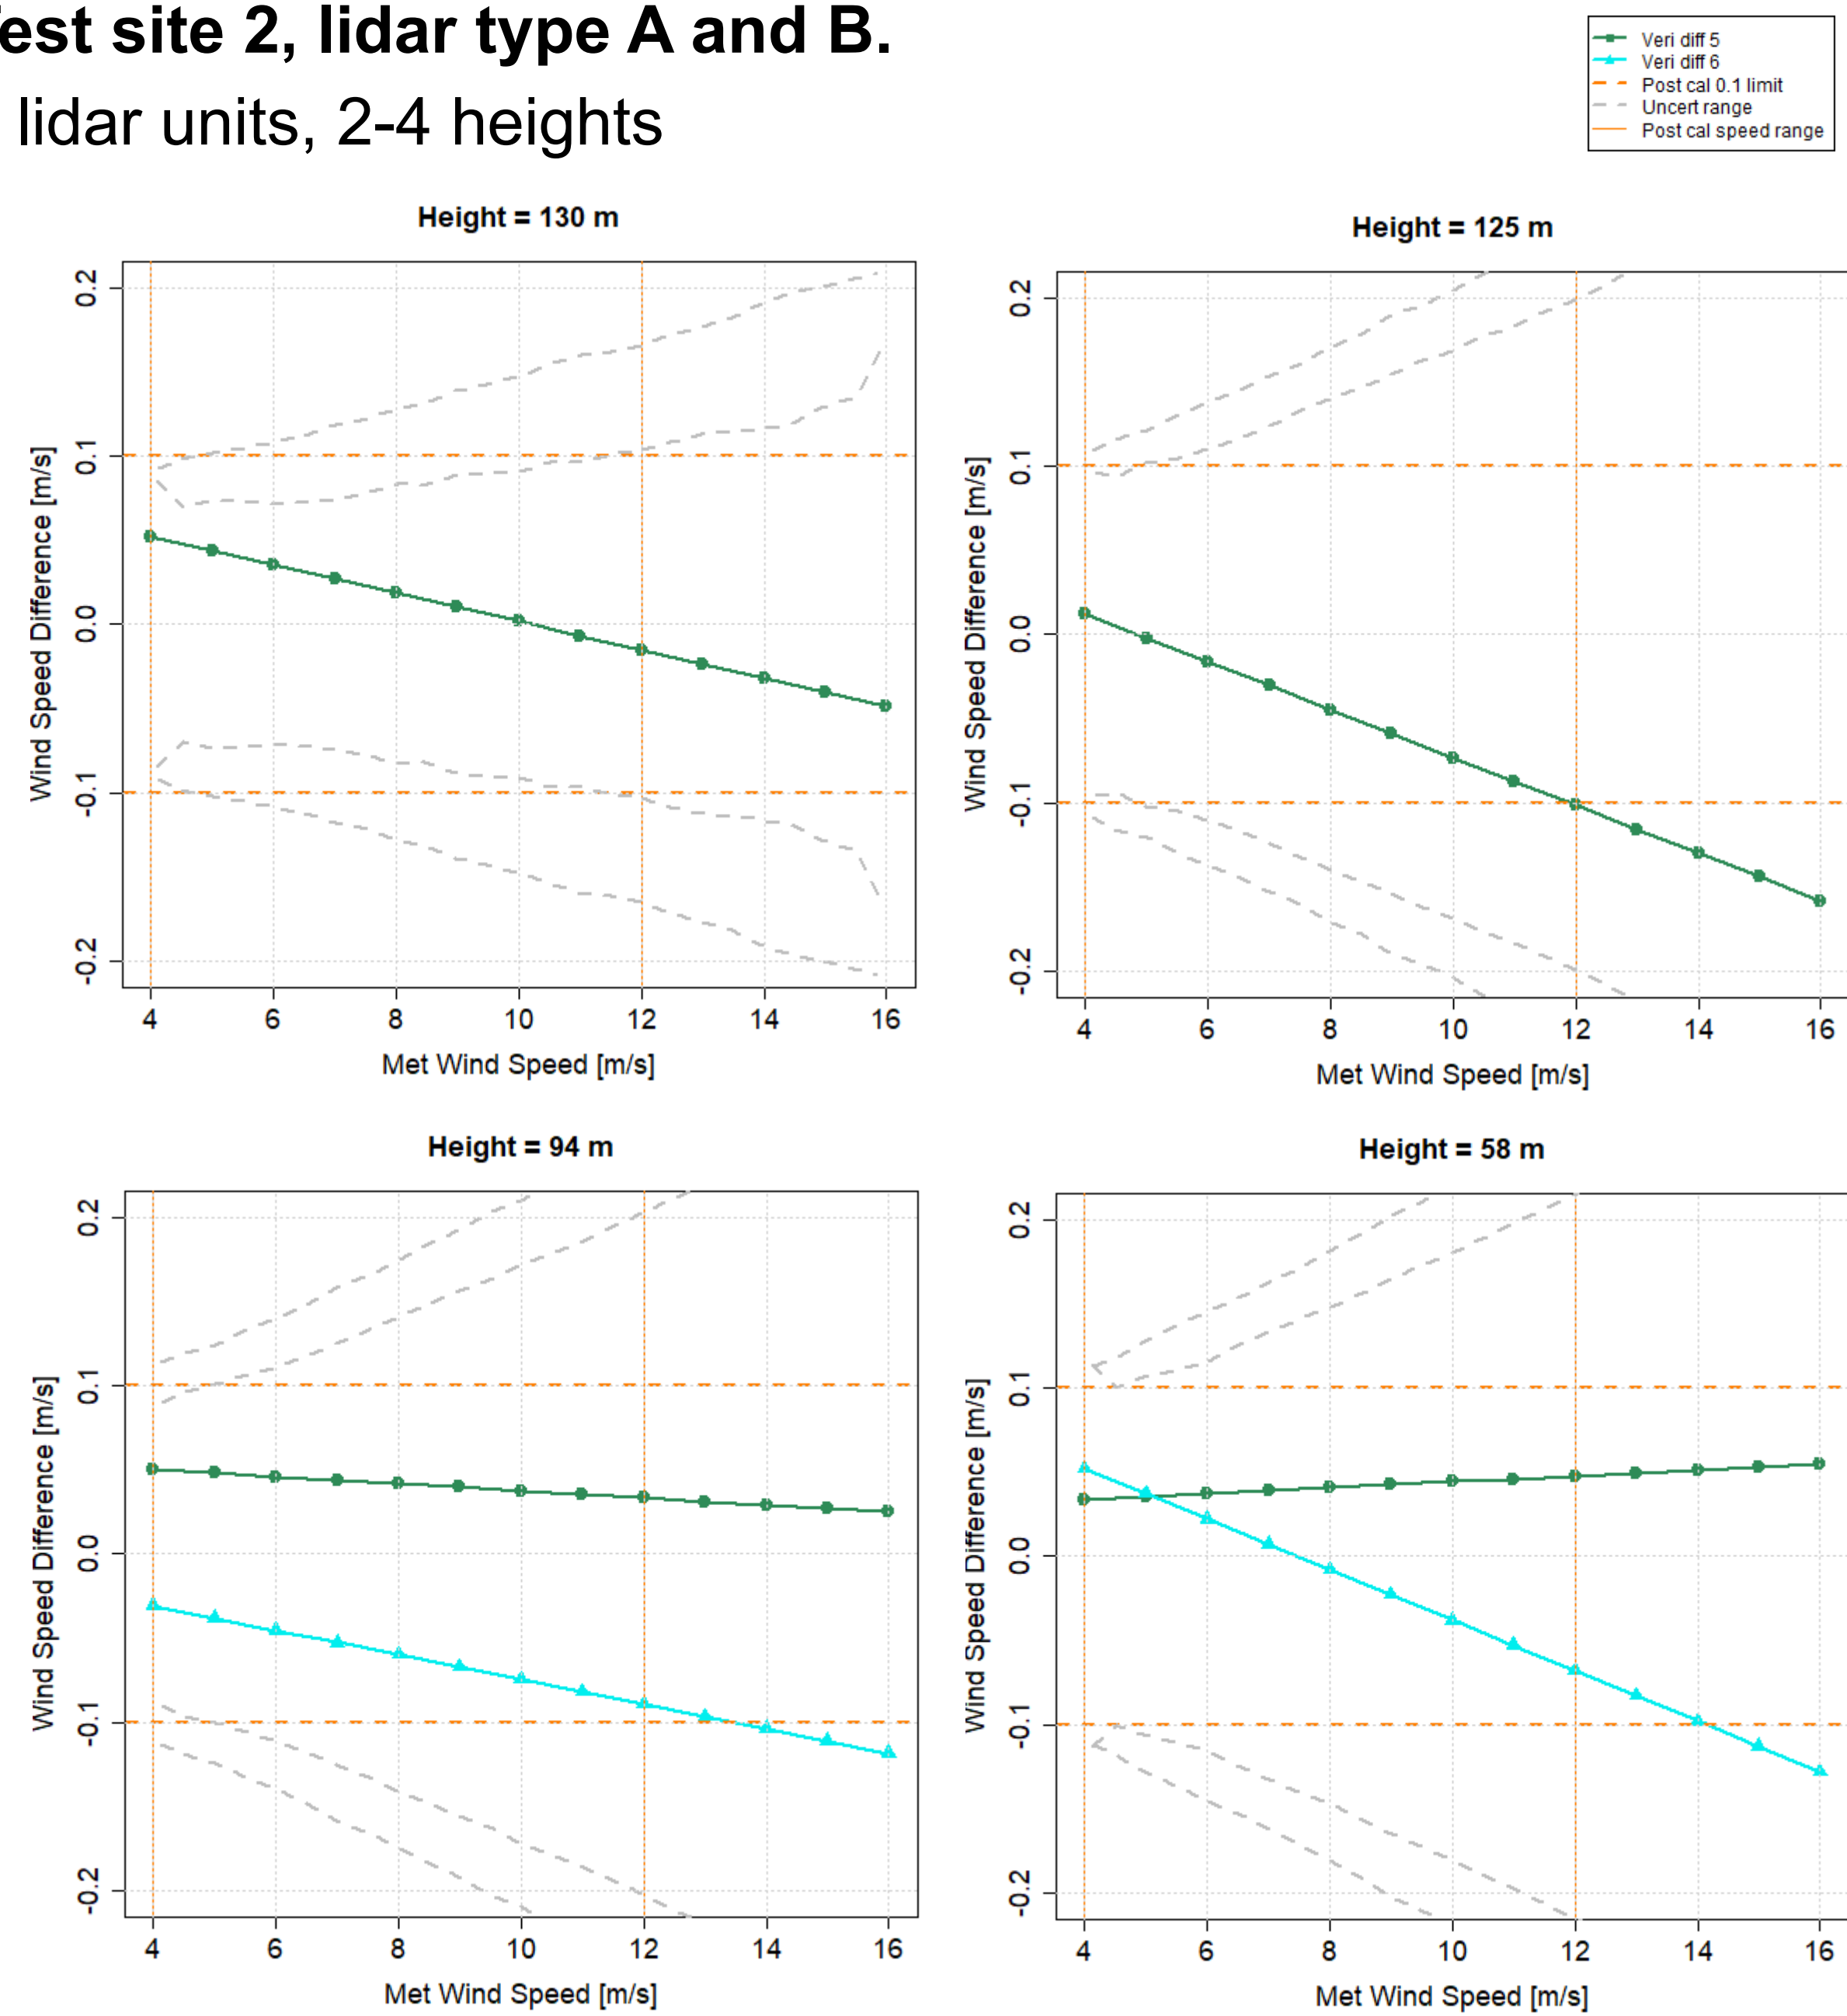 est site 2, lidar type A and B.
lidar units, 2-4 heights
Veri diff 5
Veri diff 6
Post cal 0.1 limit
Uncert range
Post cal speed range
Height = 130 m
Wind Speed Difference [m/s]
0.2
0.1
0.0
-0.1
-0.2
4 6 8 10 12 14 16
Met Wind Speed [m/s]
Height = 125 m
Wind Speed Difference [m/s]
0.2
0.1
0.0
-0.1
-0.2
4 6 8 10 12 14 16
Met Wind Speed [m/s]
Height = 94 m
Wind Speed Difference [m/s]
0.2
0.1
0.0
-0.1
-0.2
4 6 8 10 12 14 16
Met Wind Speed [m/s]
Height = 58 m
Wind Speed Difference [m/s]
0.2
0.1
0.0
-0.1
-0.2
4 6 8 10 12 14 16
Met Wind Speed [m/s]